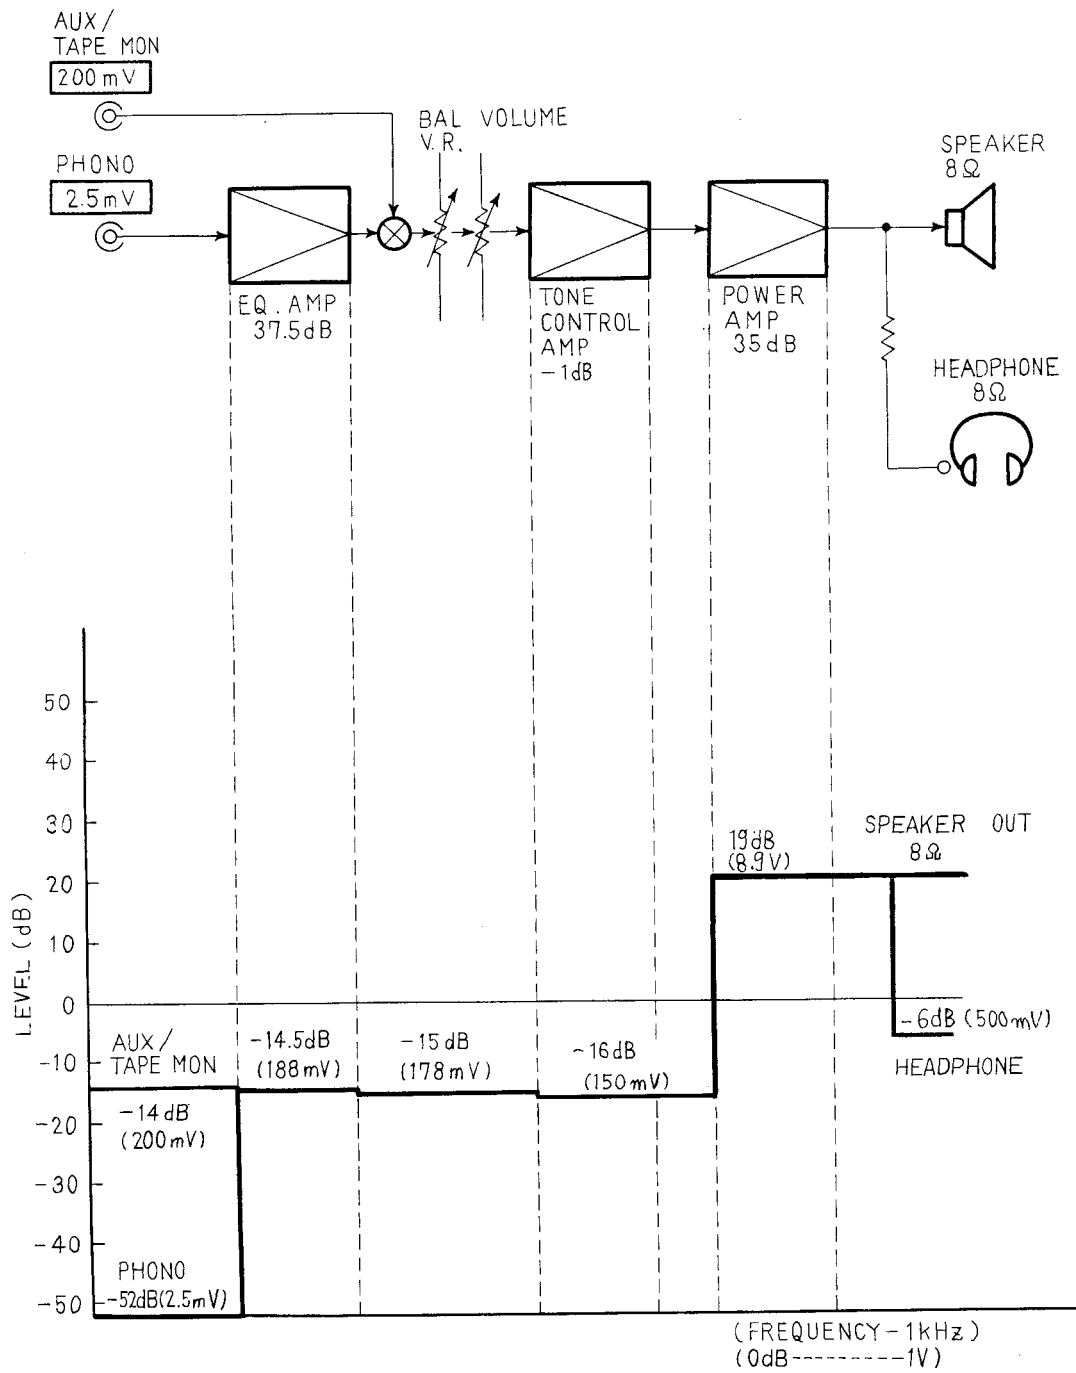 AUX/
TAPE MON
200mV
PHONO
2.5mV
BAL VOLUME
V.R.
SPEAKER
8Ω
EQ. AMP
37.5dB
TONE
CONTROL
AMP
-1dB
POWER
AMP
35dB
HEADPHONE
8Ω
LEVEL (dB)
50
40
30
20
10
0
-10
-20
-30
-40
-50
AUX/
TAPE MON
-14dB
(200mV)
PHONO
-52dB(2.5mV)
-14.5dB
(188mV)
-15dB
(178mV)
-16dB
(150mV)
19dB
(8.9V)
SPEAKER OUT
8Ω
-6dB (500mV)
HEADPHONE
(FREQUENCY-1kHz)
(0dB---------1V)